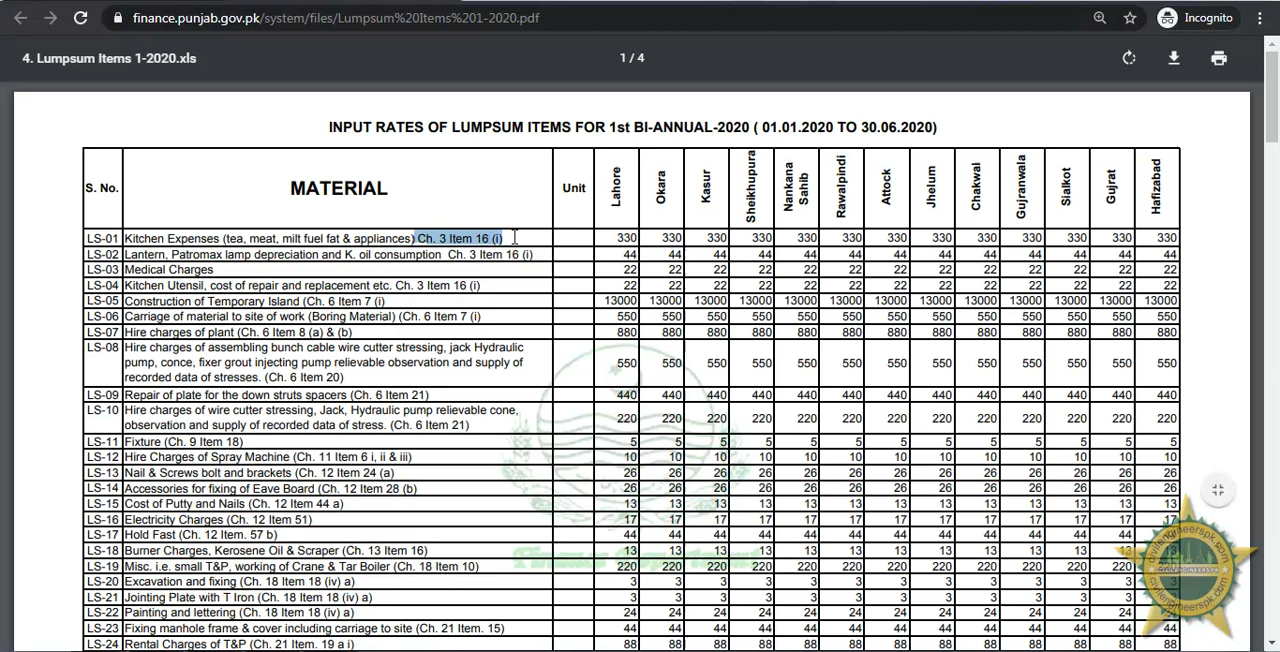 finance.punjab.gov.pk/system/files/Lumpsum%20Items%201-2020.pdf
Incognito
4. Lumpsum Items 1-2020.xls
1 / 4
INPUT RATES OF LUMPSUM ITEMS FOR 1st BI-ANNUAL-2020 ( 01.01.2020 TO 30.06.2020)
S. No. MATERIAL Unit Lahore Okara Kasur Sheikhupura Nankana Sahib Rawalpindi Attock Jhelum Chakwal Gujranwala Sialkot Gujrat Hafizabad
LS-01 Kitchen Expenses (tea, meat, milt fuel fat & appliances) Ch. 3 Item 16 (i) 330 330 330 330 330 330 330 330 330 330 330 330 330
LS-02 Lantern, Patromax lamp depreciation and K. oil consumption Ch. 3 Item 16 (i) 44 44 44 44 44 44 44 44 44 44 44 44 44
LS-03 Medical Charges 22 22 22 22 22 22 22 22 22 22 22 22 22
LS-04 Kitchen Utensil, cost of repair and replacement etc. Ch. 3 Item 16 (i) 22 22 22 22 22 22 22 22 22 22 22 22 22
LS-05 Construction of Temporary Island (Ch. 6 Item 7 (i) 13000 13000 13000 13000 13000 13000 13000 13000 13000 13000 13000 13000 13000
LS-06 Carriage of material to site of work (Boring Material) (Ch. 6 Item 7 (i) 550 550 550 550 550 550 550 550 550 550 550 550 550
LS-07 Hire charges of plant (Ch. 6 Item 8 (a) & (b) 880 880 880 880 880 880 880 880 880 880 880 880 880
LS-08 Hire charges of assembling bunch cable wire cutter stressing, jack Hydraulic
pump, conce, fixer grout injecting pump relievable observation and supply of 550 550 550 550 550 550 550 550 550 550 550 550 550
recorded data of stresses. (Ch. 6 Item 20)
LS-09 Repair of plate for the down struts spacers (Ch. 6 Item 21) 440 440 440 440 440 440 440 440 440 440 440 440 440
LS-10 Hire charges of wire cutter stressing, Jack, Hydraulic pump relievable cone,
observation and supply of recorded data of stress. (Ch. 6 Item 21) 220 220 220 220 220 220 220 220 220 220 220 220 220
LS-11 Fixture (Ch. 9 Item 18) 5 5 5 5 5 5 5 5 5 5 5 5 5
LS-12 Hire Charges of Spray Machine (Ch. 11 Item 6 i, ii & iii) 10 10 10 10 10 10 10 10 10 10 10 10 10
LS-13 Nail & Screws bolt and brackets (Ch. 12 Item 24 (a) 26 26 26 26 26 26 26 26 26 26 26 26 26
LS-14 Accessories for fixing of Eave Board (Ch. 12 Item 28 (b) 26 26 26 26 26 26 26 26 26 26 26 26 26
LS-15 Cost of Putty and Nails (Ch. 12 Item 44 a) 13 13 13 13 13 13 13 13 13 13 13 13 13
LS-16 Electricity Charges (Ch. 12 Item 51) 17 17 17 17 17 17 17 17 17 17 17 17 17
LS-17 Hold Fast (Ch. 12 Item. 57 b) 44 44 44 44 44 44 44 44 44 44 44 44 44
LS-18 Burner Charges, Kerosene Oil & Scraper (Ch. 13 Item 16) 13 13 13 13 13 13 13 13 13 13 13 13 13
LS-19 Misc. i.e. small T&P, working of Crane & Tar Boiler (Ch. 18 Item 10) 220 220 220 220 220 220 220 220 220 220 220 220 220
LS-20 Excavation and fixing (Ch. 18 Item 18 (iv) a) 3 3 3 3 3 3 3 3 3 3 3 3
LS-21 Jointing Plate with T Iron (Ch. 18 Item 18 (iv) a) 3 3 3 3 3 3 3 3 3 3 3 3
LS-22 Painting and lettering (Ch. 18 Item 18 (iv) a) 24 24 24 24 24 24 24 24 24 24 24 24 24
LS-23 Fixing manhole frame & cover including carriage to site (Ch. 21 Item. 15) 44 44 44 44 44 44 44 44 44 44 44 44 44
LS-24 Rental Charges of T&P (Ch. 21 Item. 19 a i) 88 88 88 88 88 88 88 88 88 88 88 88 88
Finance Department
civilengineerspk.com
CIVILENGINEERSPK
civilengineerspk.com